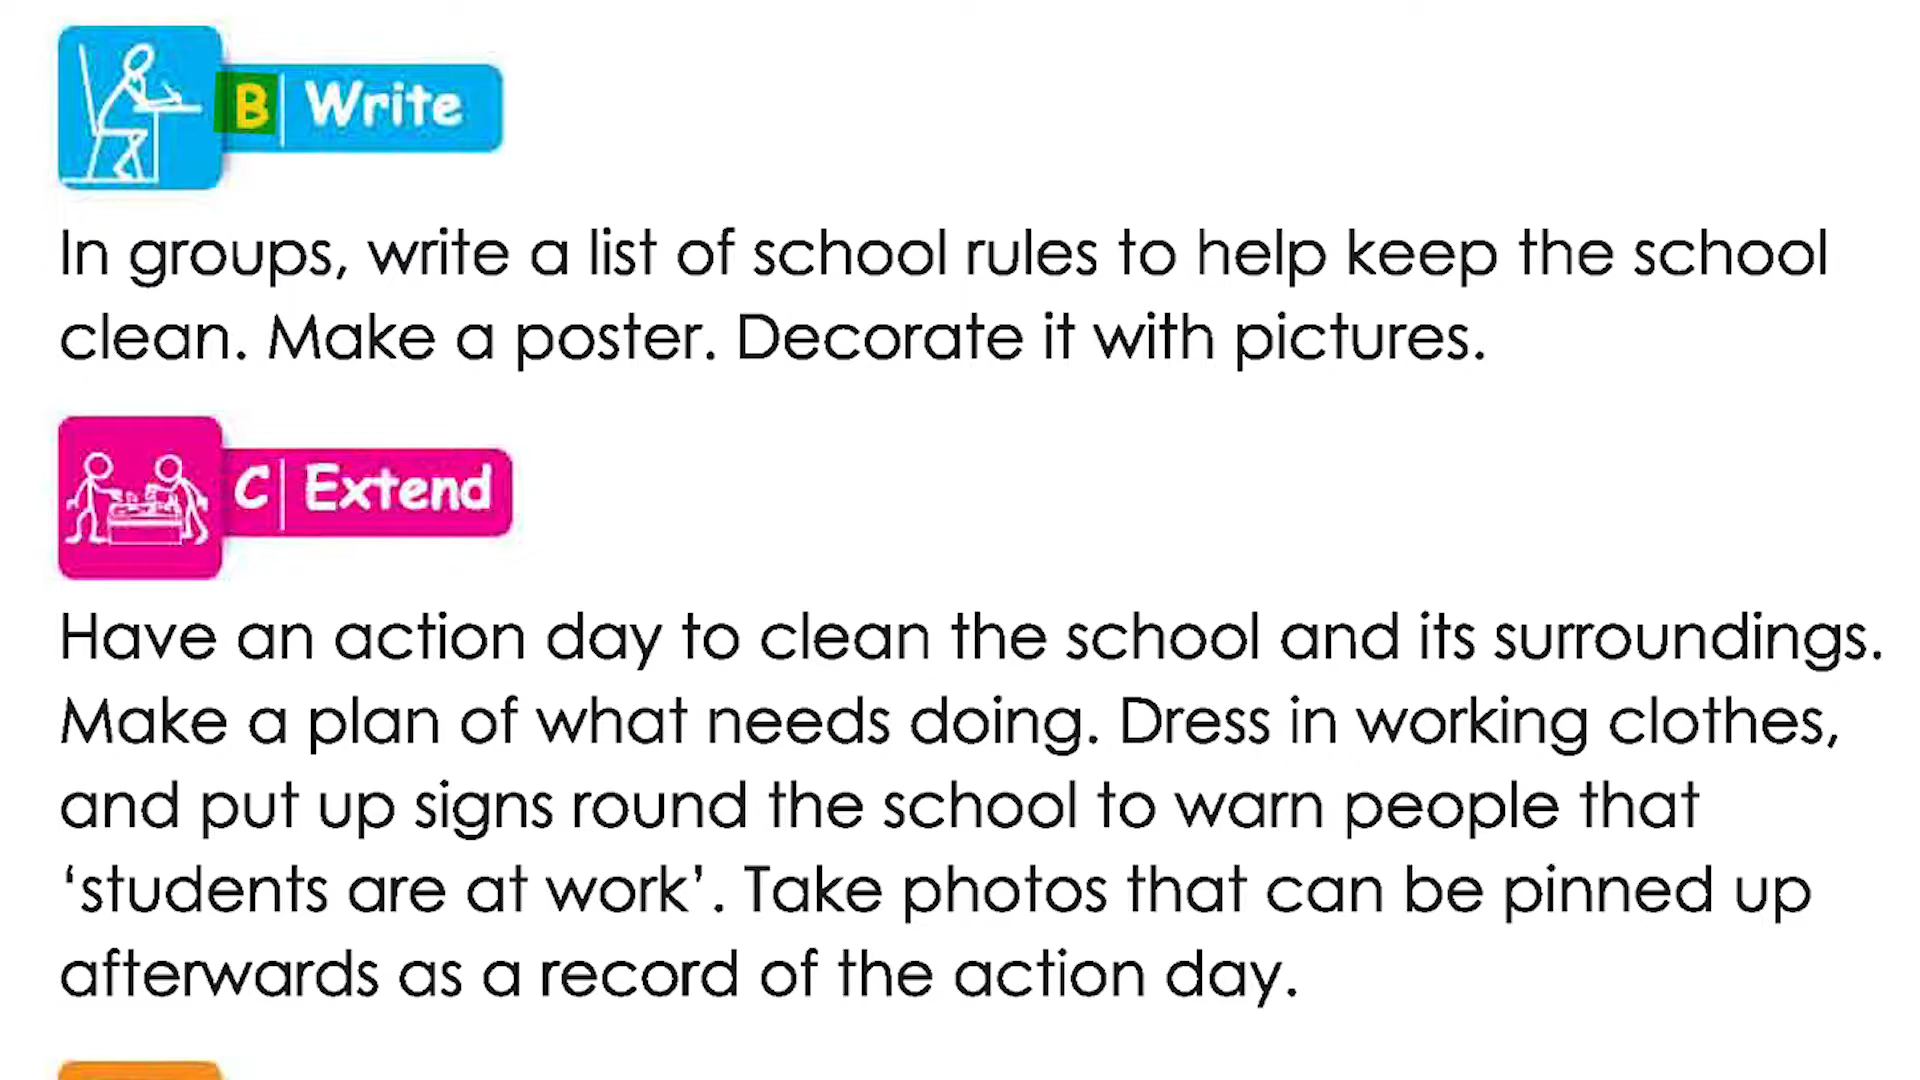 B Write
In groups, write a list of school rules to help keep the school
clean. Make a poster. Decorate it with pictures.
C Extend
Have an action day to clean the school and its surroundings.
Make a plan of what needs doing. Dress in working clothes,
and put up signs round the school to warn people that
‘students are at work’. Take photos that can be pinned up
afterwards as a record of the action day.